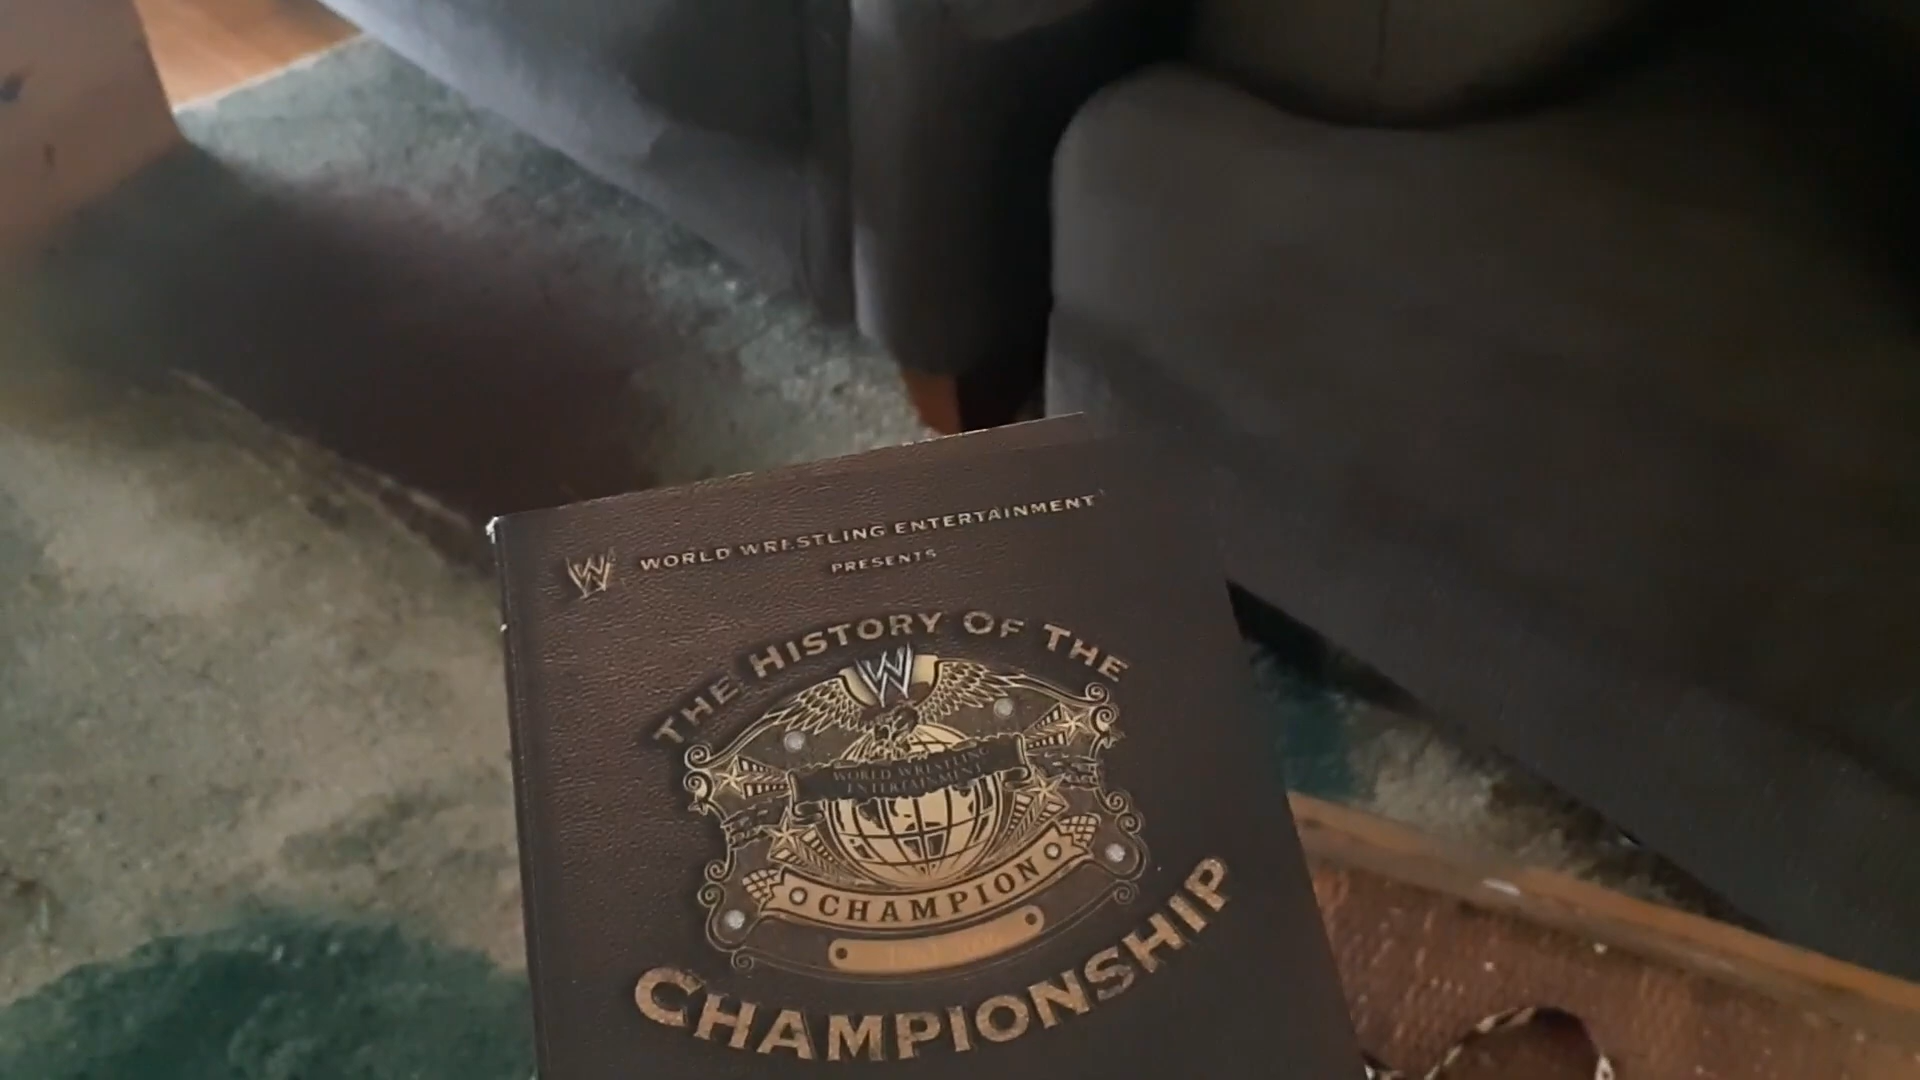 W WORLD WRESTLING ENTERTAINMENT
PRESENTS
THE HISTORY OF THE
W
WORLD WRESTLING
ENTERTAINMENT
CHAMPION
CHAMPIONSHIP